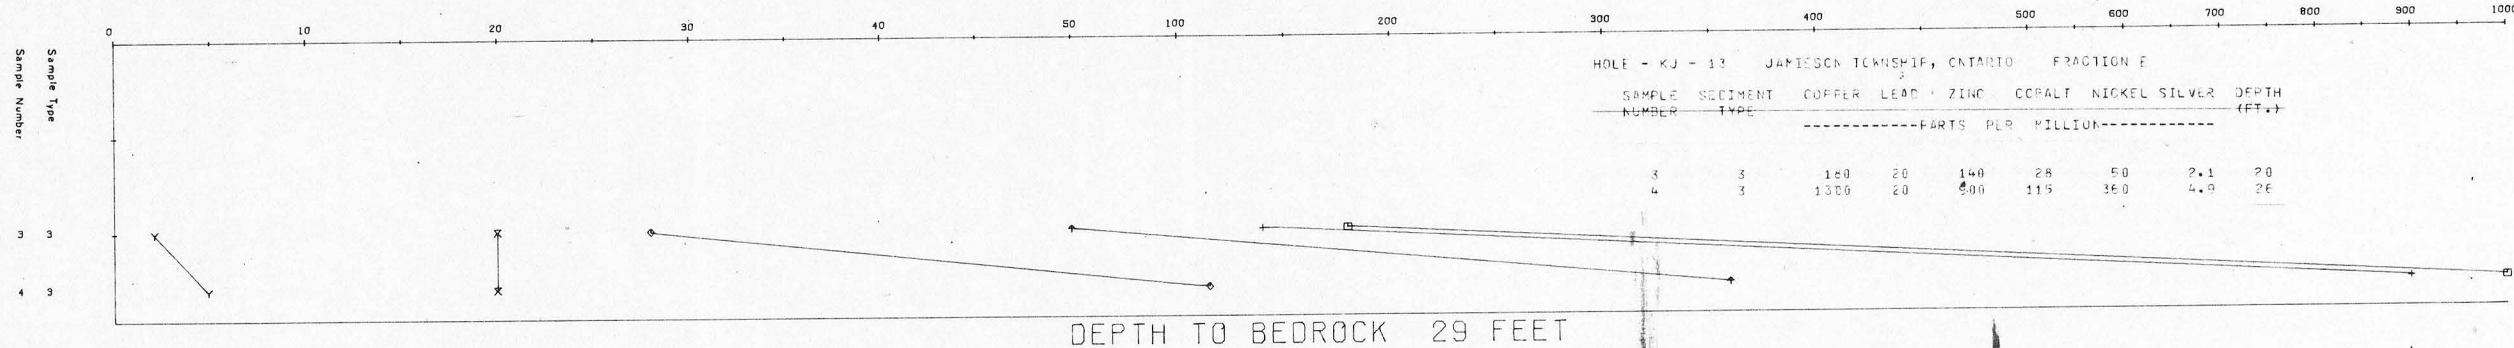 0 10 20 30 40 50 100 200 300 400 500 600 700 800 900 1000
Sample Type
Sample Number
HOLE - KJ - 13 JAMIESON TOWNSHIP, ONTARIO FRACTION E
SAMPLE SEDIMENT COPPER LEAD ZINC COBALT NICKEL SILVER DEPTH
NUMBER TYPE (FT.)
------------PARTS PER MILLION------------
3 3 180 20 140 28 50 2.1 20
4 3 1300 20 900 115 360 4.9 26
3 3
4 3
DEPTH TO BEDROCK 29 FEET